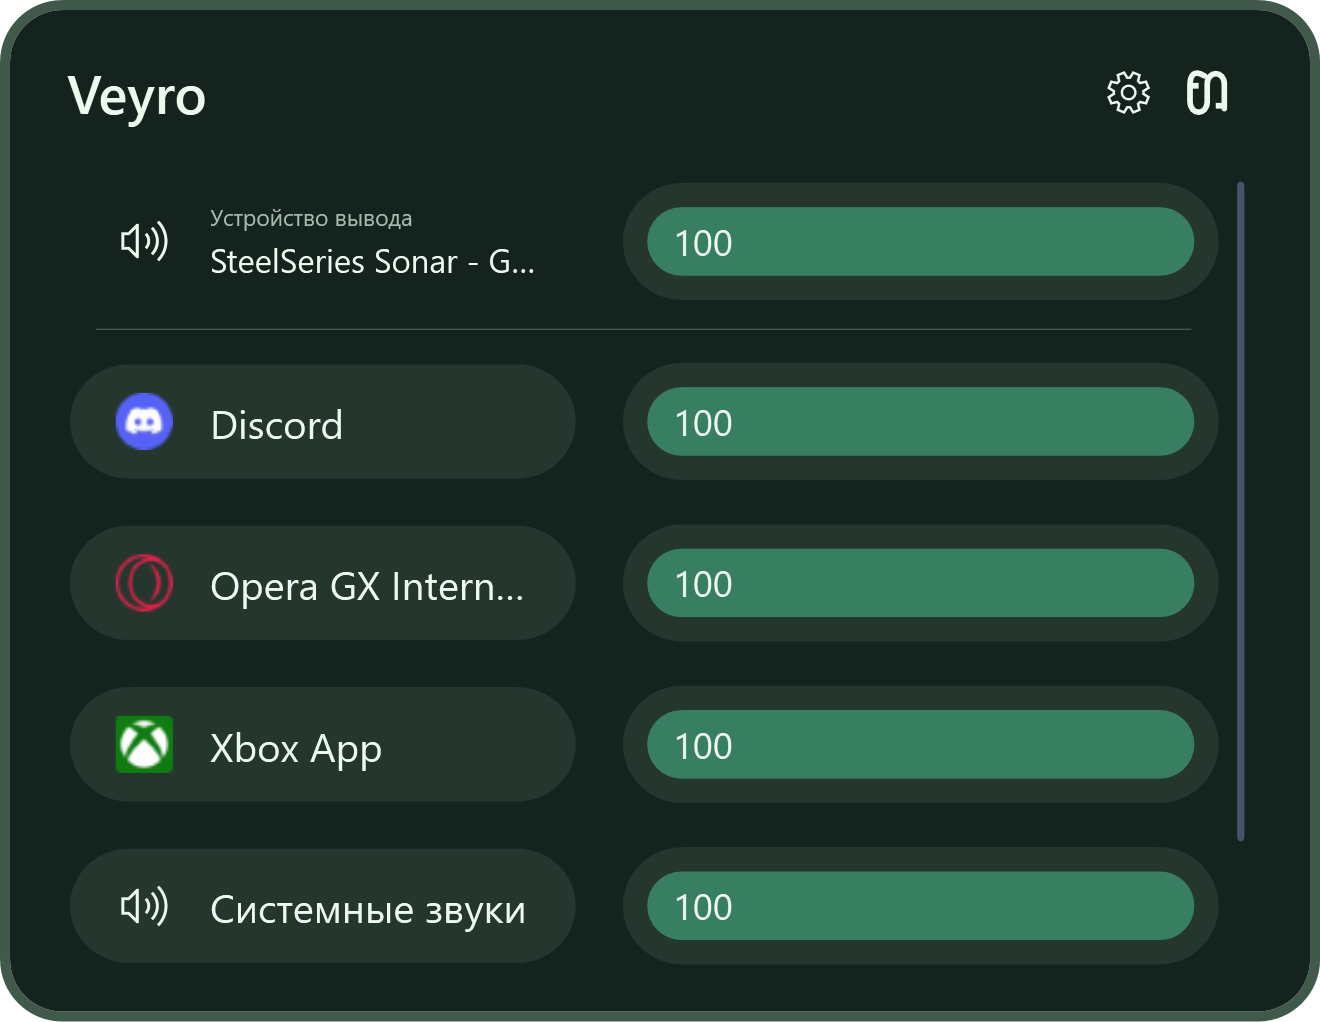 Veyro
Устройство вывода
SteelSeries Sonar - G...
100
Discord
100
Opera GX Intern...
100
Xbox App
100
Системные звуки
100